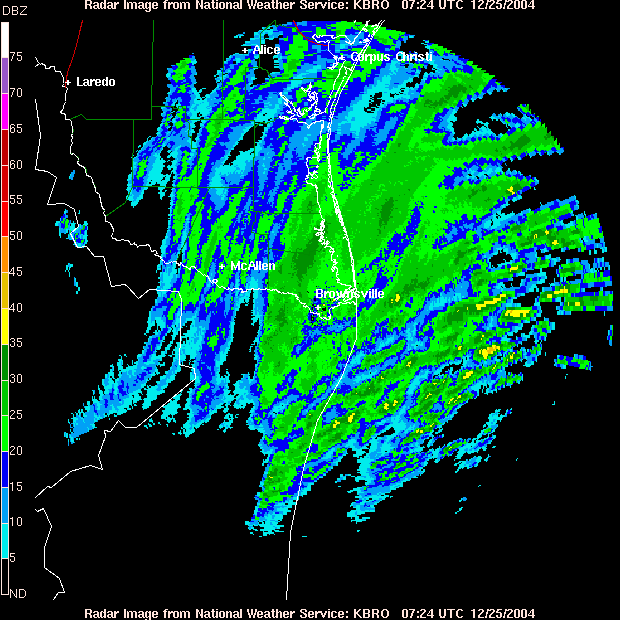 Radar Image from National Weather Service: KBRO 07:24 UTC 12/25/2004
DBZ
Alice
Corpus Christi
75
Laredo
70
65
60
55
50
McAllen
45
Brownsville
40
35
30
25
20
15
10
5
ND
Radar Image from National Weather Service: KBRO 07:24 UTC 12/25/2004